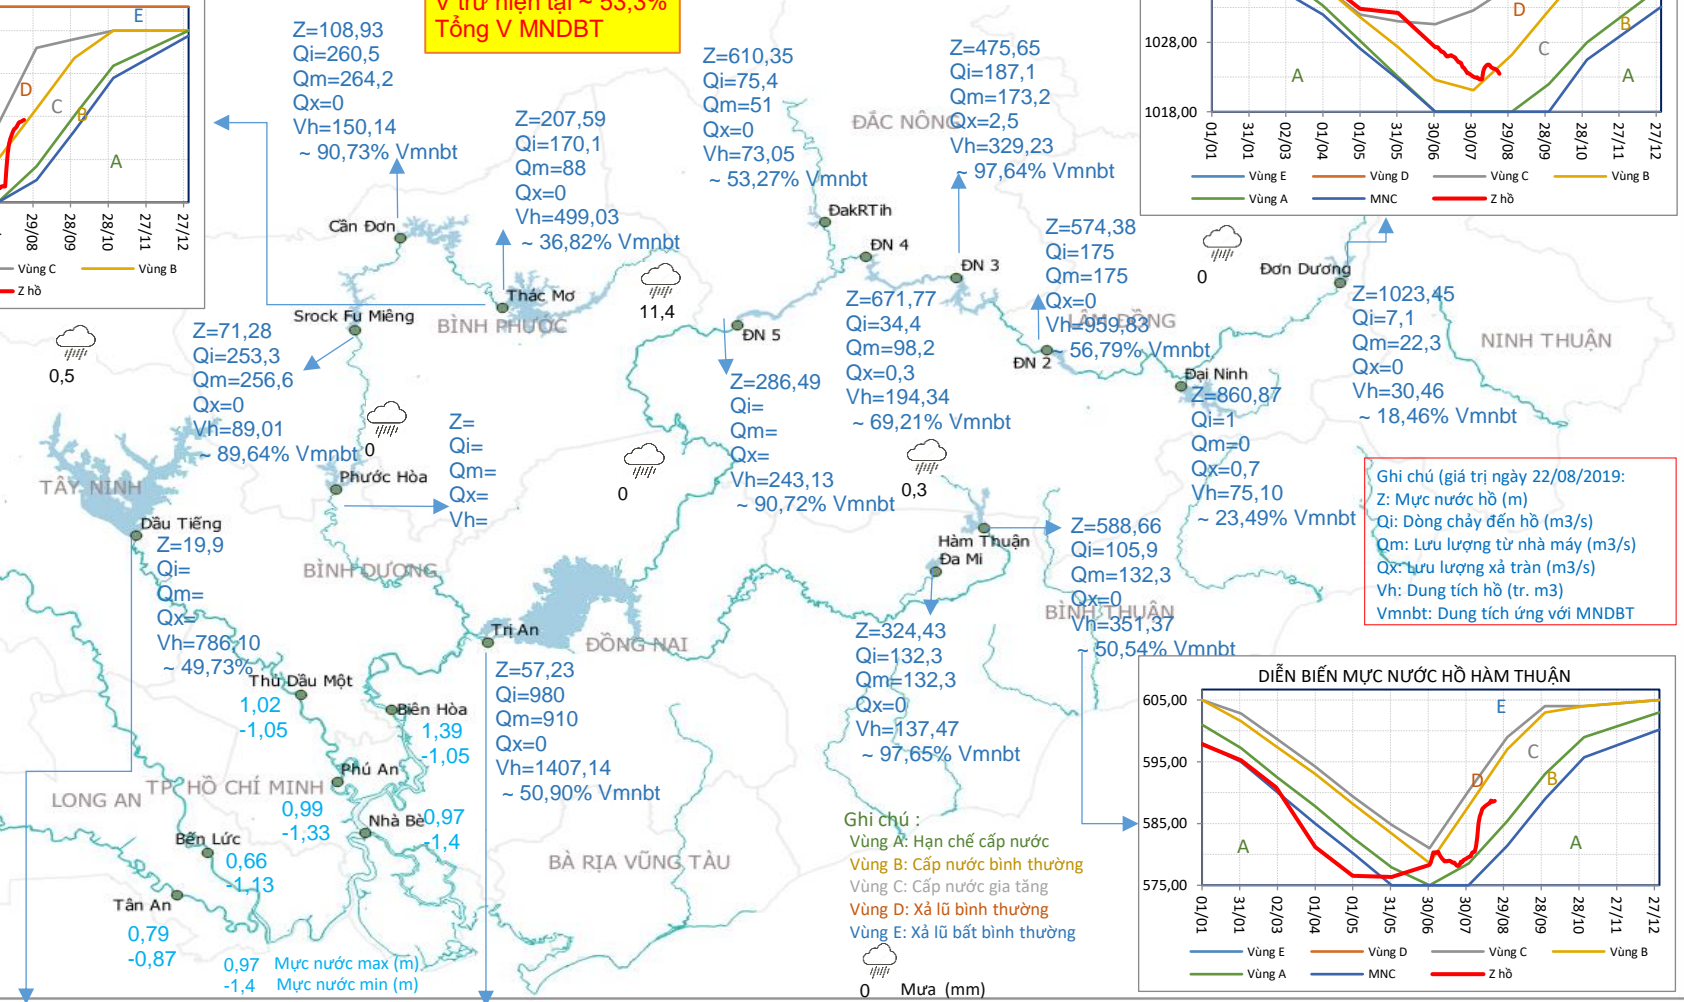 V trữ hiện tại ~ 53,3%
Tổng V MNDBT
E
D
C
B
A
29/08
28/09
28/10
27/11
27/12
Vùng C
Vùng B
Z hồ
Z=108,93
Qi=260,5
Qm=264,2
Qx=0
Vh=150,14
~ 90,73% Vmnbt
Cần Đơn
Z=207,59
Qi=170,1
Qm=88
Qx=0
Vh=499,03
~ 36,82% Vmnbt
Thác Mơ
Z=610,35
Qi=75,4
Qm=51
Qx=0
Vh=73,05
~ 53,27% Vmnbt
ĐakRTih
ĐẮC NÔNG
Z=475,65
Qi=187,1
Qm=173,2
Qx=2,5
Vh=329,23
~ 97,64% Vmnbt
ĐN 4
ĐN 3
1028,00
1018,00
A
D
C
B
A
01/01
31/01
02/03
01/04
01/05
31/05
30/06
30/07
29/08
28/09
28/10
27/11
27/12
Vùng E
Vùng D
Vùng C
Vùng B
Vùng A
MNC
Z hồ
Z=574,38
Qi=175
Qm=175
Qx=0
Vh=959,83
~ 56,79% Vmnbt
LÂM ĐỒNG
ĐN 2
0
Đơn Dương
Z=1023,45
Qi=7,1
Qm=22,3
Qx=0
Vh=30,46
~ 18,46% Vmnbt
NINH THUẬN
11,4
BÌNH PHƯỚC
Srock Fu Miêng
Z=71,28
Qi=253,3
Qm=256,6
Qx=0
Vh=89,01
~ 89,64% Vmnbt
0,5
0
ĐN 5
Z=286,49
Qi=
Qm=
Qx=
Vh=243,13
~ 90,72% Vmnbt
Z=671,77
Qi=34,4
Qm=98,2
Qx=0,3
Vh=194,34
~ 69,21% Vmnbt
Đại Ninh
Z=860,87
Qi=1
Qm=0
Qx=0,7
Vh=75,10
~ 23,49% Vmnbt
Z=
Qi=
Qm=
Qx=
Vh=
Phước Hòa
0
0,3
TÂY NINH
Dầu Tiếng
Z=19,9
Qi=
Qm=
Qx=
Vh=786,10
~ 49,73%
BÌNH DƯƠNG
Ghi chú (giá trị ngày 22/08/2019:
Z: Mực nước hồ (m)
Qi: Dòng chảy đến hồ (m3/s)
Qm: Lưu lượng từ nhà máy (m3/s)
Qx: Lưu lượng xả tràn (m3/s)
Vh: Dung tích hồ (tr. m3)
Vmnbt: Dung tích ứng với MNDBT
Hàm Thuận
Đa Mi
Z=588,66
Qi=105,9
Qm=132,3
Qx=0
Vh=351,37
~ 50,54% Vmnbt
BÌNH THUẬN
Z=324,43
Qi=132,3
Qm=132,3
Qx=0
Vh=137,47
~ 97,65% Vmnbt
Trị An
ĐỒNG NAI
Z=57,23
Qi=980
Qm=910
Qx=0
Vh=1407,14
~ 50,90% Vmnbt
Thủ Dầu Một
1,02
-1,05
Biên Hòa
1,39
-1,05
Phú An
TP HỒ CHÍ MINH
0,99
-1,33
LONG AN
Nhà Bè
0,97
-1,4
Bến Lức
0,66
-1,13
Tân An
0,79
-0,87
0,97 Mực nước max (m)
-1,4 Mực nước min (m)
BÀ RỊA VŨNG TÀU
Ghi chú :
Vùng A: Hạn chế cấp nước
Vùng B: Cấp nước bình thường
Vùng C: Cấp nước gia tăng
Vùng D: Xả lũ bình thường
Vùng E: Xả lũ bất bình thường
0 Mưa (mm)
DIỄN BIẾN MỰC NƯỚC HỒ HÀM THUẬN
605,00
595,00
585,00
575,00
A
E
C
D
B
A
01/01
31/01
02/03
01/04
01/05
31/05
30/06
30/07
29/08
28/09
28/10
27/11
27/12
Vùng E
Vùng D
Vùng C
Vùng B
Vùng A
MNC
Z hồ